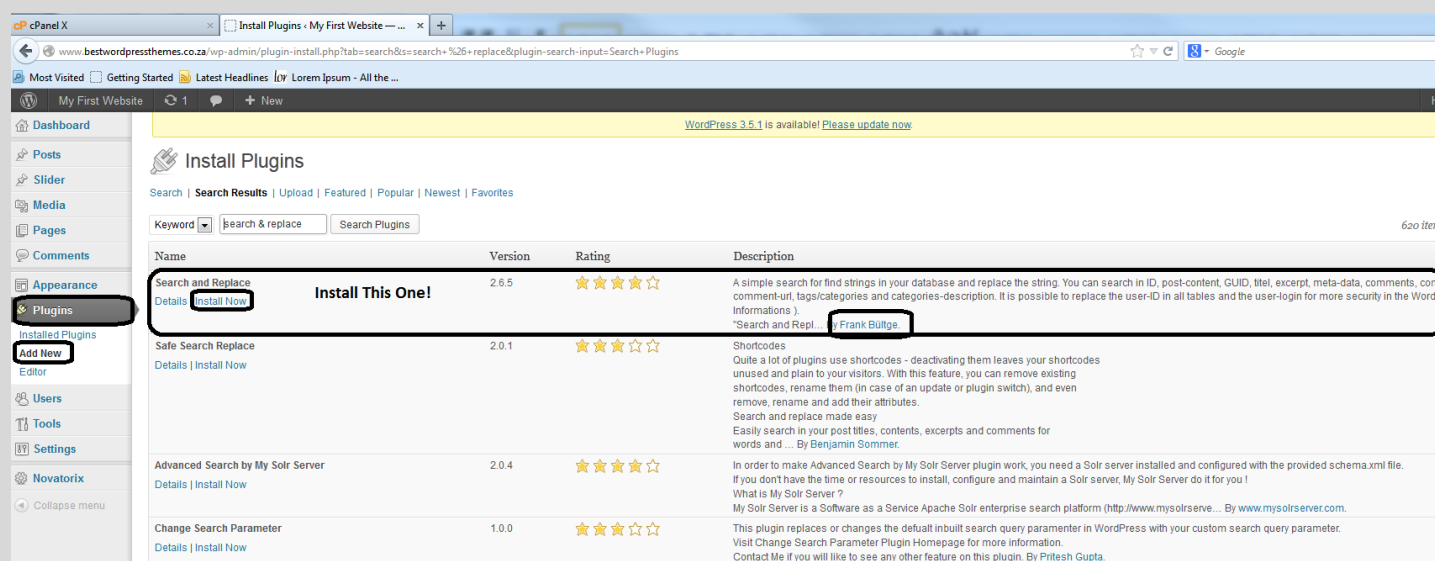 cP cPanel X × Install Plugins ‹ My First Website — ... × +
www.bestwordpressthemes.co.za/wp-admin/plugin-install.php?tab=search&s=search+%26+replace&plugin-search-input=Search+Plugins
Google
Most Visited Getting Started Latest Headlines Lorem Ipsum - All the ...
My First Website 1 + New
Dashboard
Posts
Slider
Media
Pages
Comments
Appearance
Plugins
Installed Plugins
Add New
Editor
Users
Tools
Settings
Novatorix
Collapse menu
WordPress 3.5.1 is available! Please update now.
Install Plugins
Search | Search Results | Upload | Featured | Popular | Newest | Favorites
Keyword search & replace Search Plugins
620
Name Version Rating Description
Search and Replace 2.6.5
Details | Install Now
Install This One!
A simple search for find strings in your database and replace the string. You can search in ID, post-content, GUID, titel, excerpt, meta-data, comments,
comment-url, tags/categories and categories-description. It is possible to replace the user-ID in all tables and the user-login for more security in the
Informations ).
"Search and Repl... By Frank Bültge.
Safe Search Replace 2.0.1
Details | Install Now
Shortcodes
Quite a lot of plugins use shortcodes - deactivating them leaves your shortcodes
unused and plain to your visitors. With this feature, you can remove existing
shortcodes, rename them (in case of an update or plugin switch), and even
remove, rename and add their attributes.
Search and replace made easy
Easily search in your post titles, contents, excerpts and comments for
words and ... By Benjamin Sommer.
Advanced Search by My Solr Server 2.0.4
Details | Install Now
In order to make Advanced Search by My Solr Server plugin work, you need a Solr server installed and configured with the provided schema.xml file.
If you don't have the time or resources to install, configure and maintain a Solr server, My Solr Server do it for you !
What is My Solr Server ?
My Solr Server is a Software as a Service Apache Solr enterprise search platform (http://www.mysolrserve... By www.mysolrserver.com.
Change Search Parameter 1.0.0
Details | Install Now
This plugin replaces or changes the defualt inbuilt search query paramenter in WordPress with your custom search query parameter.
Visit Change Search Parameter Plugin Homepage for more information.
Contact Me if you will like to see any other feature on this plugin. By Pritesh Gupta.